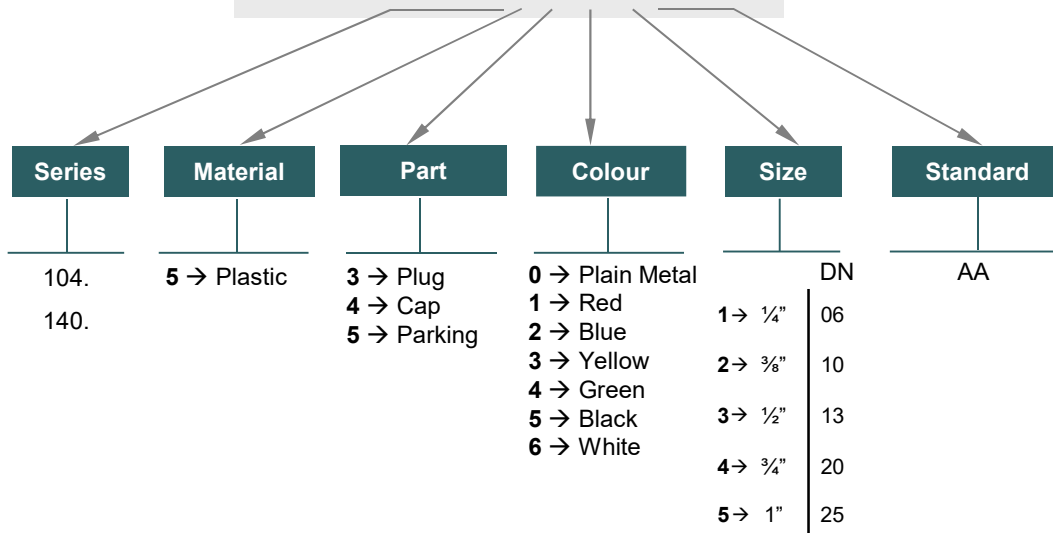 Series
Material
Part
Colour
Size
Standard
104.
140.
5 → Plastic
3 → Plug
4 → Cap
5 → Parking
0 → Plain Metal
1 → Red
2 → Blue
3 → Yellow
4 → Green
5 → Black
6 → White
DN
1→ ¼” 06
2→ ⅜” 10
3→ ½” 13
4→ ¾” 20
5→ 1” 25
AA